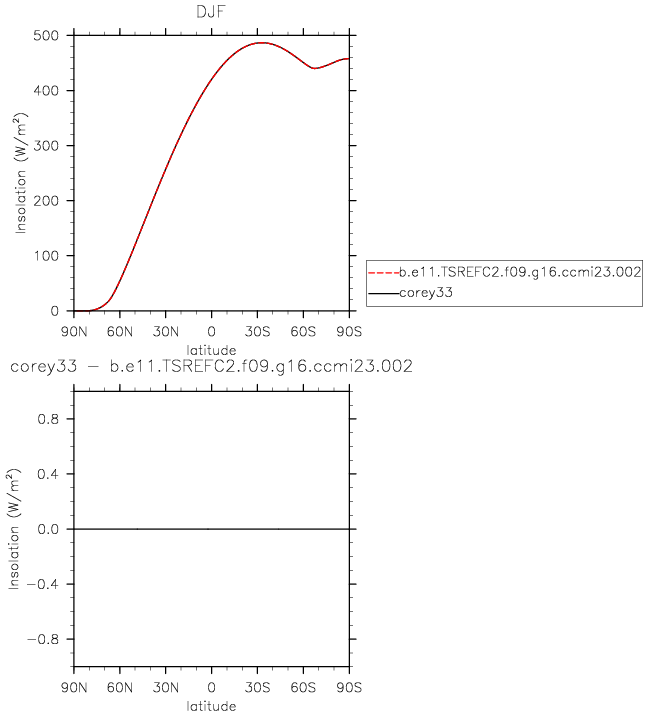 DJF
500
400
300
200
100
0
Insolation (W/m²)
90N 60N 30N 0 30S 60S 90S
latitude
b.e11.TSREFC2.f09.g16.ccmi23.002
corey33
corey33 − b.e11.TSREFC2.f09.g16.ccmi23.002
0.8
0.4
0.0
−0.4
−0.8
Insolation (W/m²)
90N 60N 30N 0 30S 60S 90S
latitude